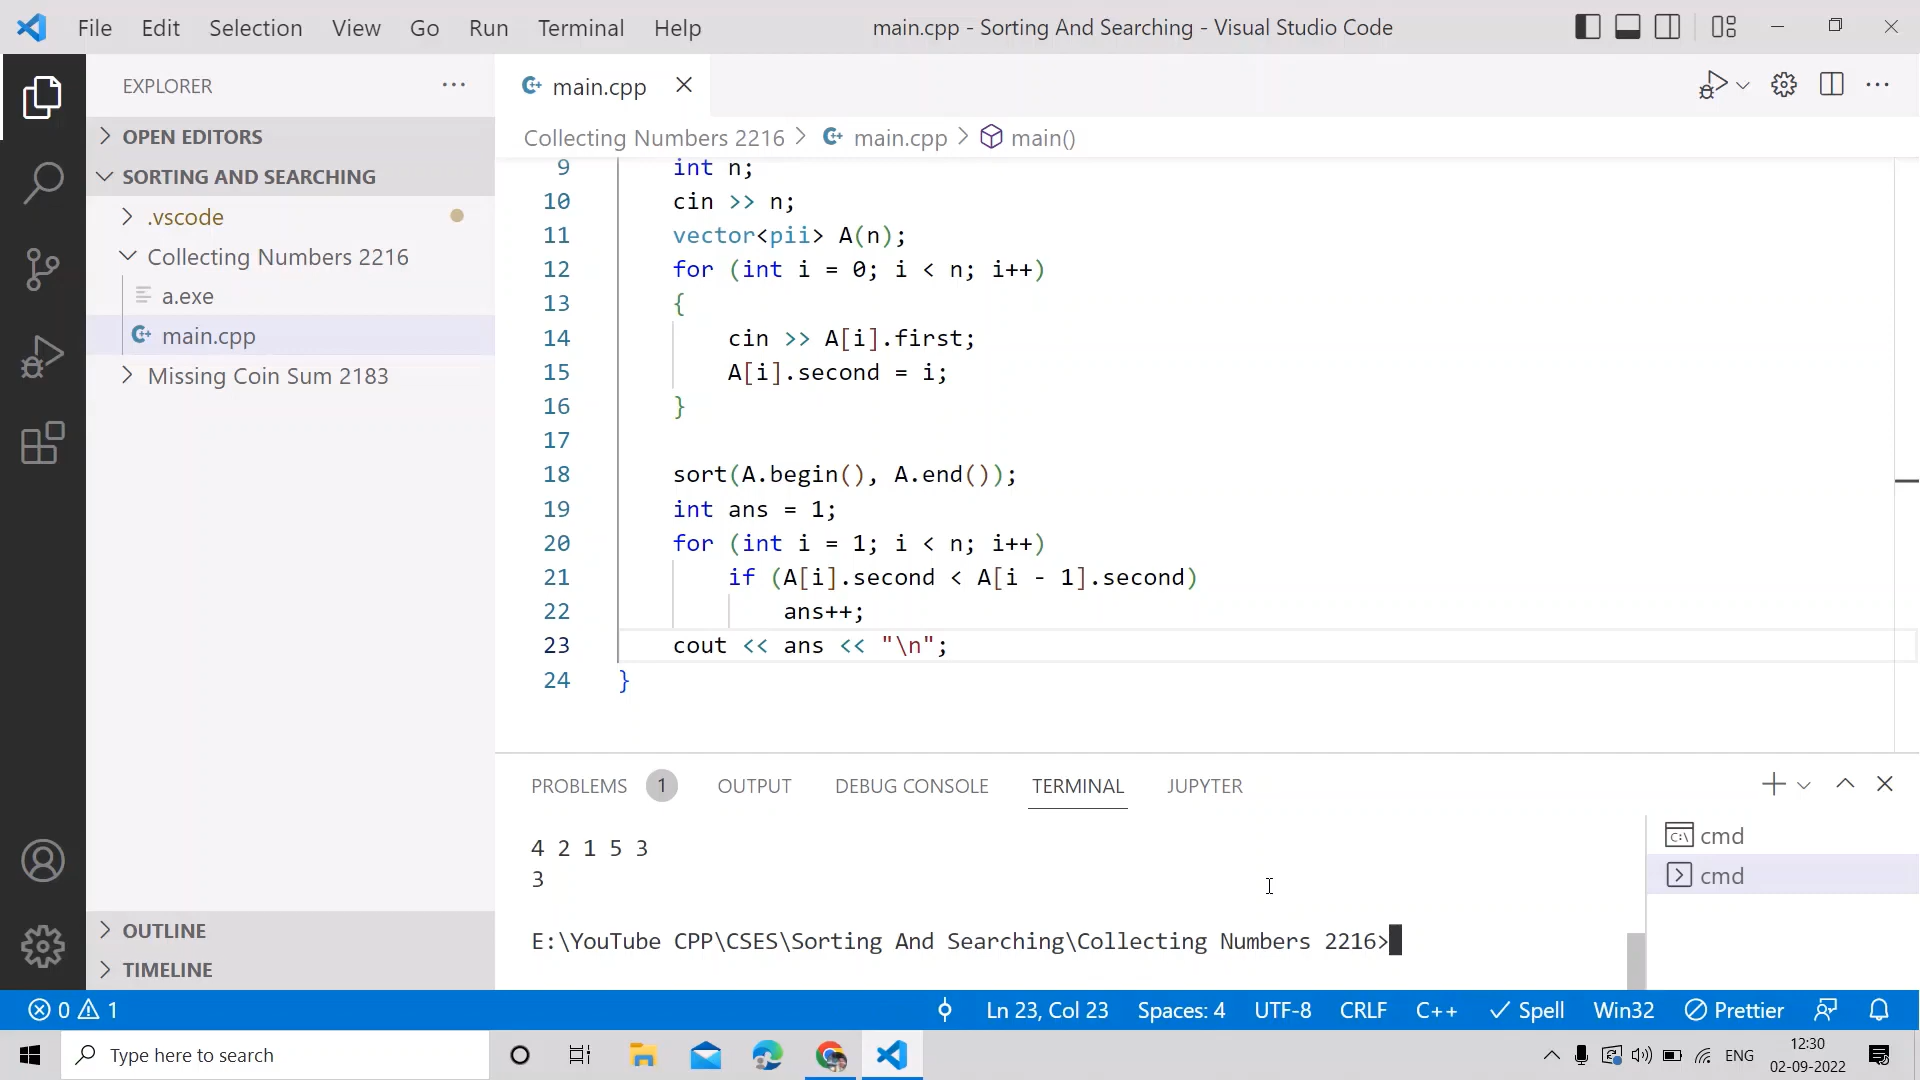 File Edit Selection View Go Run Terminal Help
main.cpp - Sorting And Searching - Visual Studio Code
EXPLORER
OPEN EDITORS
SORTING AND SEARCHING
.vscode
Collecting Numbers 2216
a.exe
main.cpp
Missing Coin Sum 2183
OUTLINE
TIMELINE
main.cpp
Collecting Numbers 2216 > main.cpp > main()
9 int n;
10 cin >> n;
11 vector<pii> A(n);
12 for (int i = 0; i < n; i++)
13 {
14 cin >> A[i].first;
15 A[i].second = i;
16 }
17
18 sort(A.begin(), A.end());
19 int ans = 1;
20 for (int i = 1; i < n; i++)
21 if (A[i].second < A[i - 1].second)
22 ans++;
23 cout << ans << "\n";
24 }
PROBLEMS 1 OUTPUT DEBUG CONSOLE TERMINAL JUPYTER
4 2 1 5 3
3
E:\YouTube CPP\CSES\Sorting And Searching\Collecting Numbers 2216>
cmd
cmd
0 1 Ln 23, Col 23 Spaces: 4 UTF-8 CRLF C++ Spell Win32 Prettier
Type here to search
ENG
12:30
02-09-2022